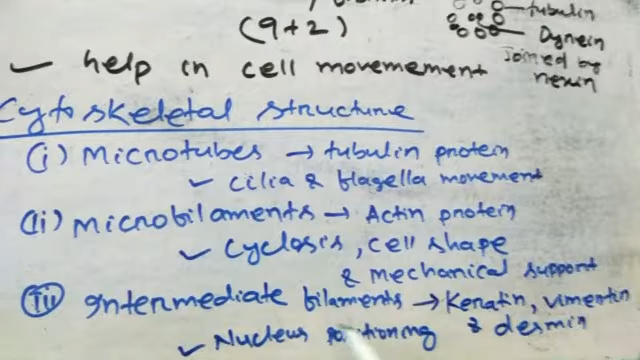 tubulin
(9+2)
Dynein
✓ help in cell movemement
Joined by
nexin
Cytoskeletal structure
(i) Microtubes → tubulin protein
✓ cilia & flagella movement
(ii) Microfilaments → Actin protein
✓ Cyclosis, cell shape
& mechanical support
(iii) Intermediate filaments → Keratin, vimentin
✓ Nucleus positioning & desmin